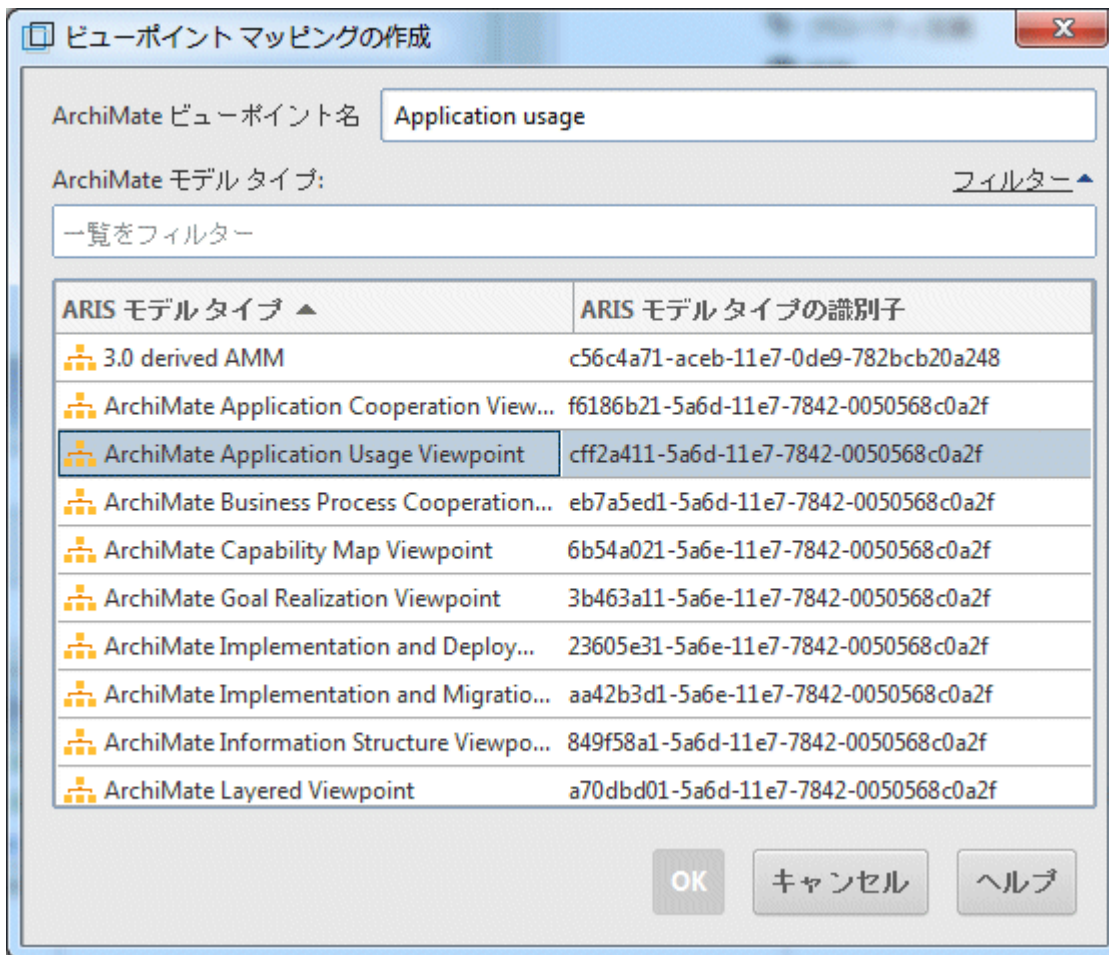 ビューポイント マッピングの作成
ArchiMate ビューポイント名 Application usage
ArchiMate モデル タイプ: フィルター
一覧をフィルター
ARIS モデル タイプ ARIS モデル タイプの識別子
3.0 derived AMM c56c4a71-aceb-11e7-0de9-782bcb20a248
ArchiMate Application Cooperation View... f6186b21-5a6d-11e7-7842-0050568c0a2f
ArchiMate Application Usage Viewpoint cff2a411-5a6d-11e7-7842-0050568c0a2f
ArchiMate Business Process Cooperation... eb7a5ed1-5a6d-11e7-7842-0050568c0a2f
ArchiMate Capability Map Viewpoint 6b54a021-5a6e-11e7-7842-0050568c0a2f
ArchiMate Goal Realization Viewpoint 3b463a11-5a6e-11e7-7842-0050568c0a2f
ArchiMate Implementation and Deploy... 23605e31-5a6e-11e7-7842-0050568c0a2f
ArchiMate Implementation and Migratio... aa42b3d1-5a6e-11e7-7842-0050568c0a2f
ArchiMate Information Structure Viewpo... 849f58a1-5a6d-11e7-7842-0050568c0a2f
ArchiMate Layered Viewpoint a70dbd01-5a6d-11e7-7842-0050568c0a2f
OK キャンセル ヘルプ